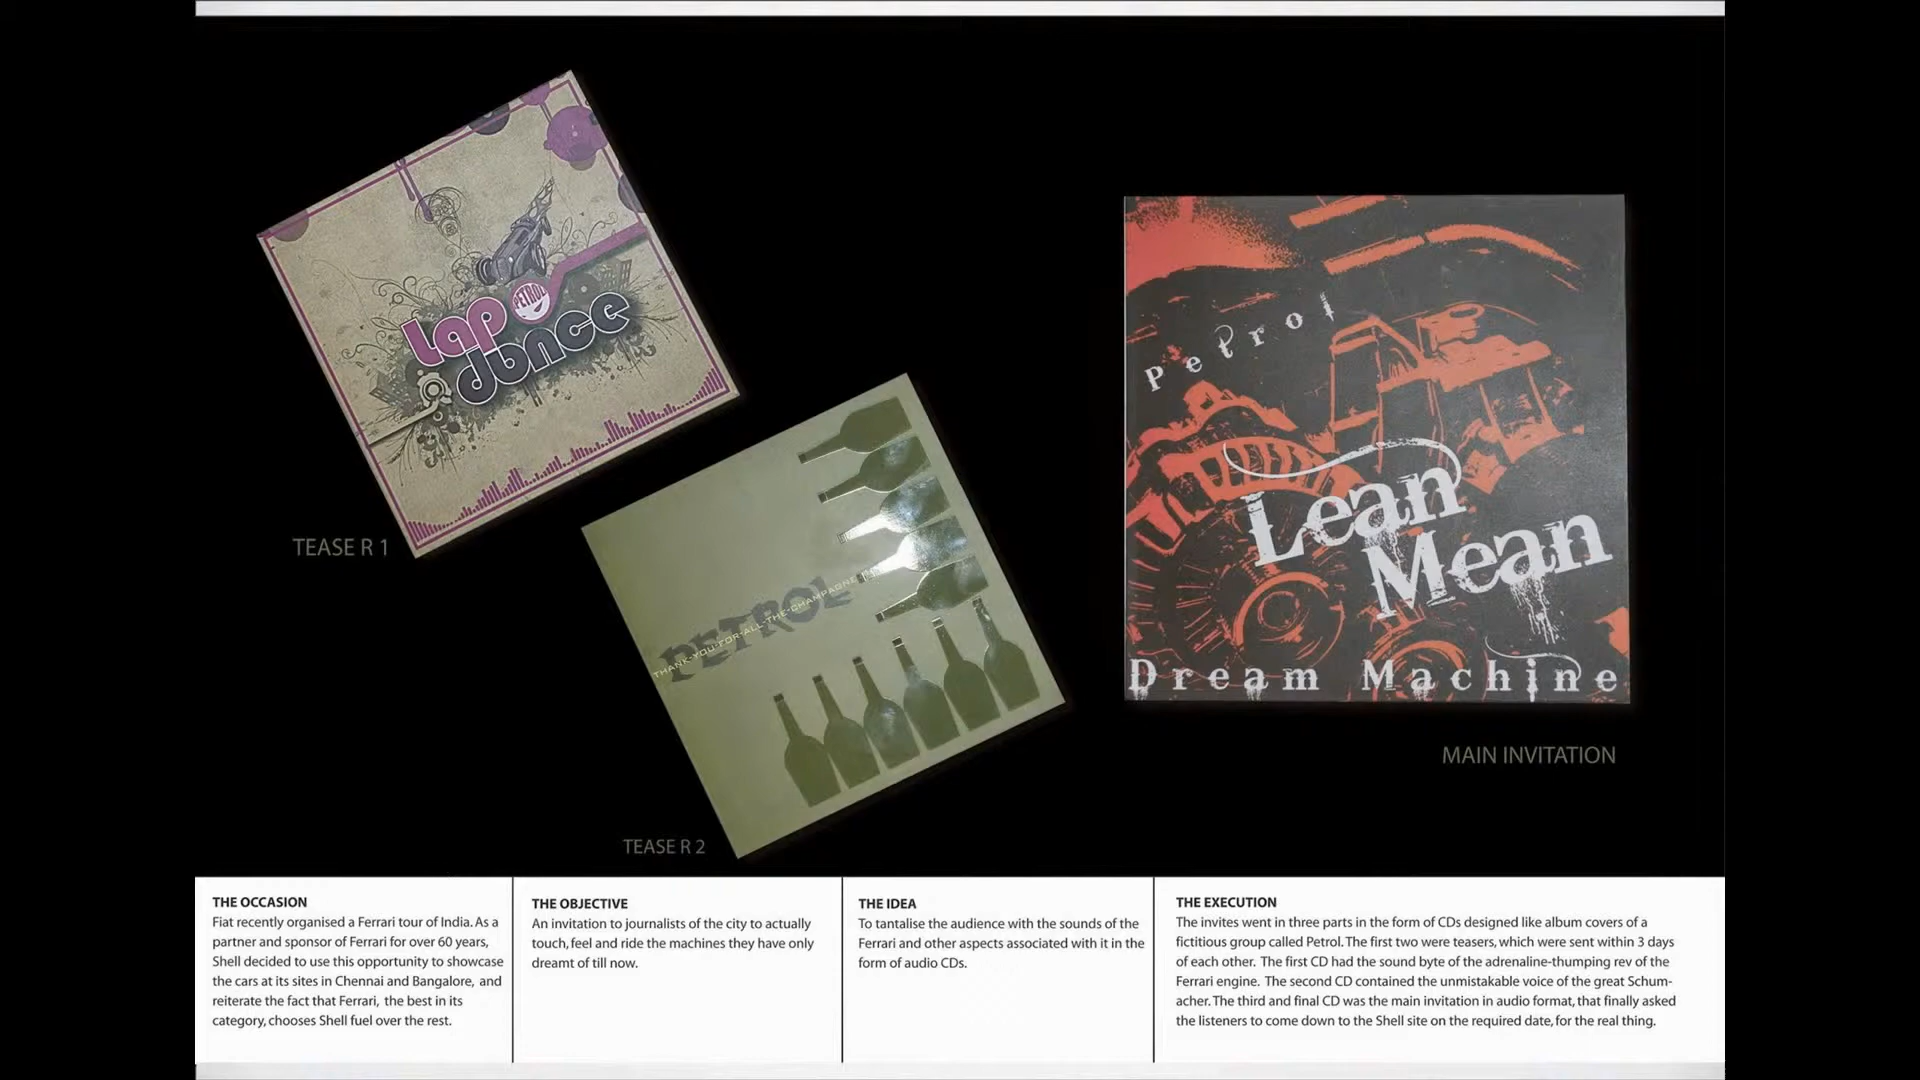 PETROL
Lap
dance
TEASE R 1
PETROL
THANK-YOU-FOR-ALL-THE-CHAMPAGNE
TEASE R 2
Petrol
Lean
Mean
Dream Machine
MAIN INVITATION
THE OCCASION
Fiat recently organised a Ferrari tour of India. As a
partner and sponsor of Ferrari for over 60 years,
Shell decided to use this opportunity to showcase
the cars at its sites in Chennai and Bangalore, and
reiterate the fact that Ferrari, the best in its
category, chooses Shell fuel over the rest.
THE OBJECTIVE
An invitation to journalists of the city to actually
touch, feel and ride the machines they have only
dreamt of till now.
THE IDEA
To tantalise the audience with the sounds of the
Ferrari and other aspects associated with it in the
form of audio CDs.
THE EXECUTION
The invites went in three parts in the form of CDs designed like album covers of a
fictitious group called Petrol. The first two were teasers, which were sent within 3 days
of each other. The first CD had the sound byte of the adrenaline-thumping rev of the
Ferrari engine. The second CD contained the unmistakable voice of the great Schum-
acher. The third and final CD was the main invitation in audio format, that finally asked
the listeners to come down to the Shell site on the required date, for the real thing.